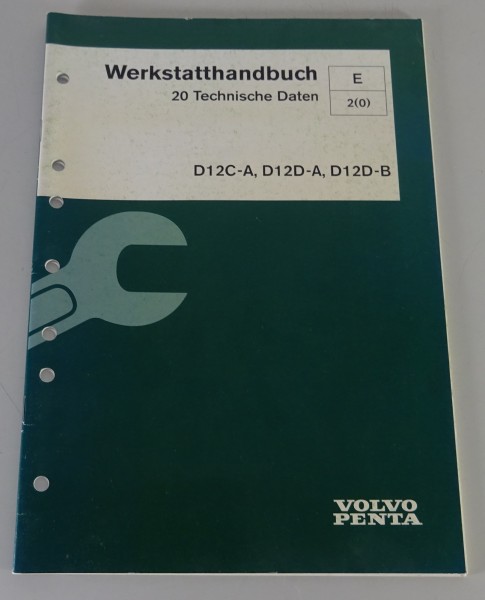 Werkstatthandbuch
20 Technische Daten
E
2(0)
D12C-A, D12D-A, D12D-B
VOLVO
PENTA